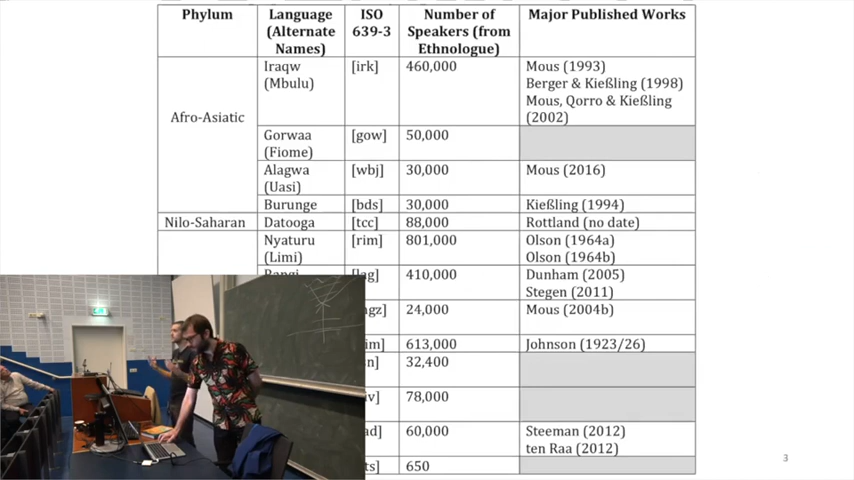 Phylum Language ISO Number of Major Published Works
(Alternate 639-3 Speakers (from
Names) Ethnologue)
Afro-Asiatic
Iraqw [irk] 460,000 Mous (1993)
(Mbulu) Berger & Kießling (1998)
Mous, Qorro & Kießling
(2002)
Gorwaa [gow] 50,000
(Fiome)
Alagwa [wbj] 30,000 Mous (2016)
(Uasi)
Burunge [bds] 30,000 Kießling (1994)
Nilo-Saharan Datooga [tcc] 88,000 Rottland (no date)
Nyaturu [rim] 801,000 Olson (1964a)
(Limi) Olson (1964b)
410,000 Dunham (2005)
Stegen (2011)
24,000 Mous (2004b)
613,000 Johnson (1923/26)
32,400
78,000
60,000 Steeman (2012)
ten Raa (2012)
650
3